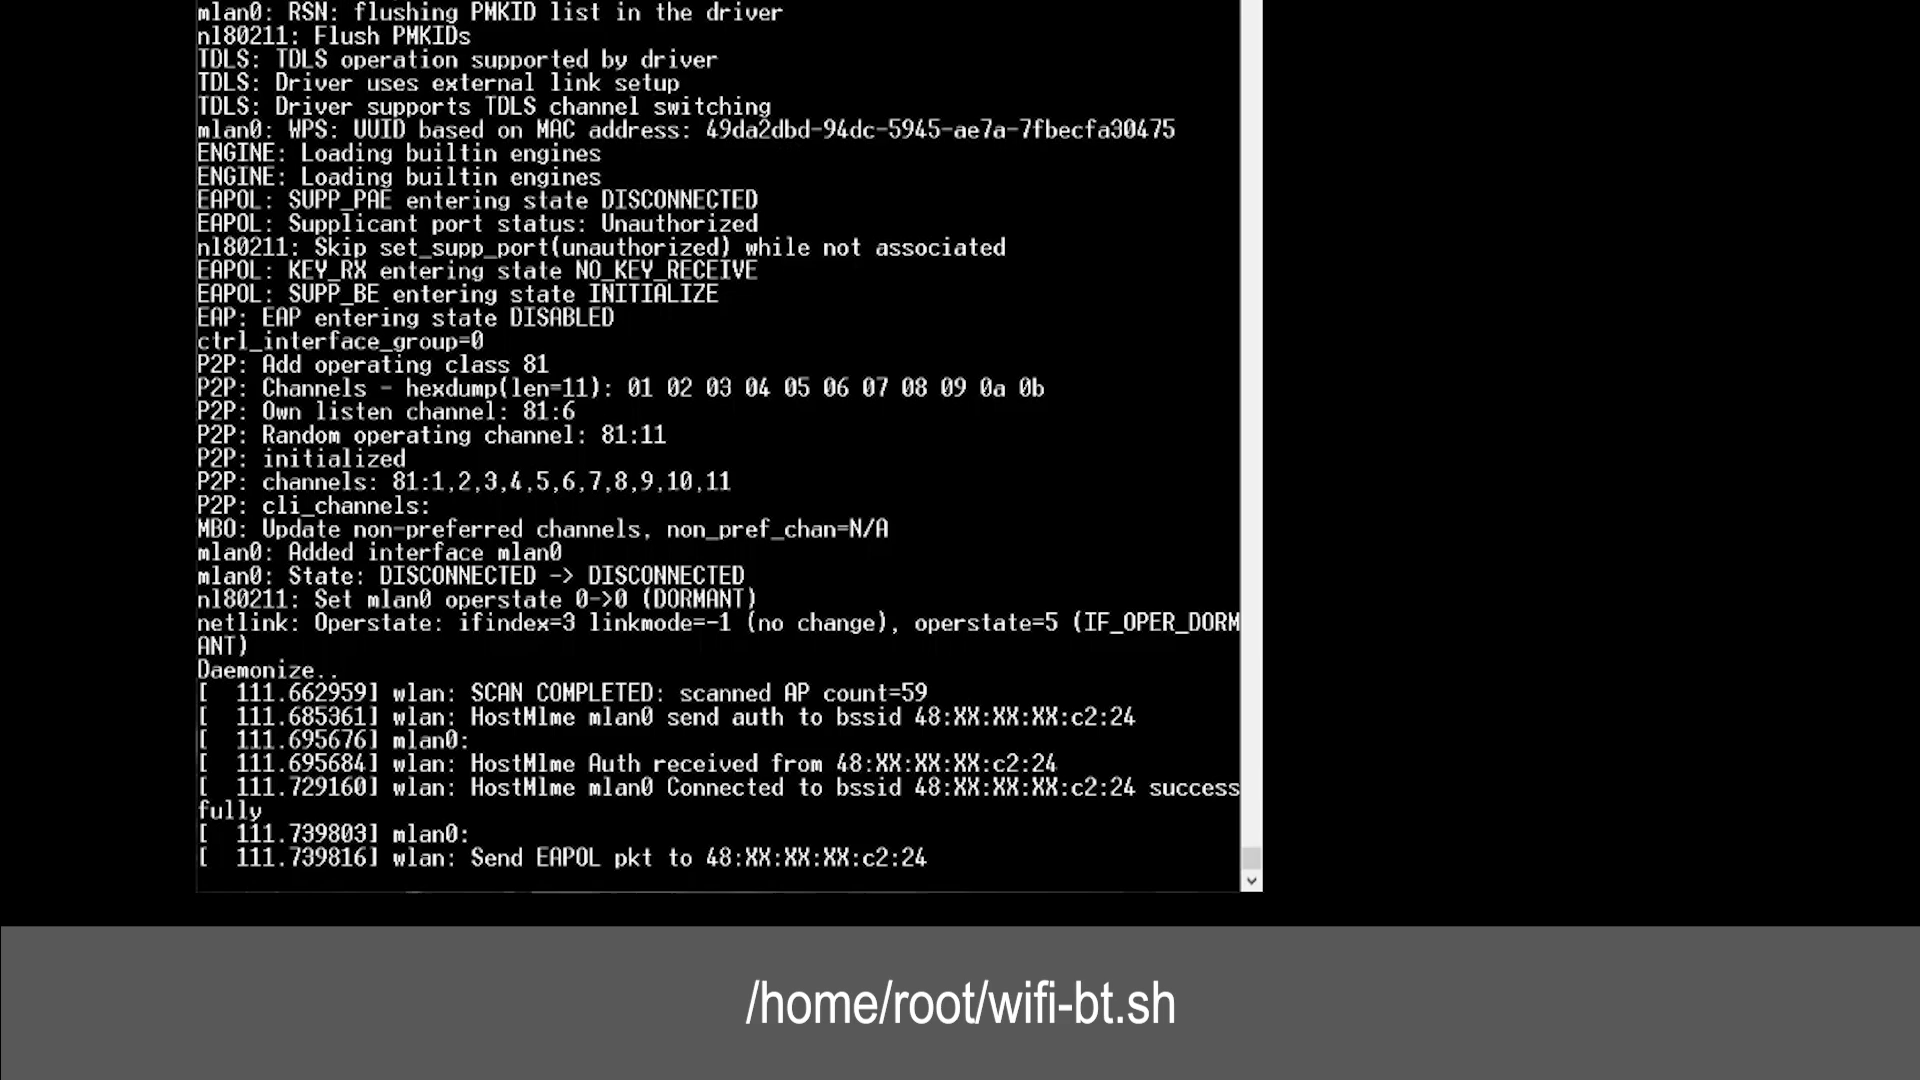 mlan0: RSN: flushing PMKID list in the driver
nl80211: Flush PMKIDs
TDLS: TDLS operation supported by driver
TDLS: Driver uses external link setup
TDLS: Driver supports TDLS channel switching
mlan0: WPS: UUID based on MAC address: 49da2dbd-94dc-5945-ae7a-7fbecfa30475
ENGINE: Loading builtin engines
ENGINE: Loading builtin engines
EAPOL: SUPP_PAE entering state DISCONNECTED
EAPOL: Supplicant port status: Unauthorized
nl80211: Skip set_supp_port(unauthorized) while not associated
EAPOL: KEY_RX entering state NO_KEY_RECEIVE
EAPOL: SUPP_BE entering state INITIALIZE
EAP: EAP entering state DISABLED
ctrl_interface_group=0
P2P: Add operating class 81
P2P: Channels - hexdump(len=11): 01 02 03 04 05 06 07 08 09 0a 0b
P2P: Own listen channel: 81:6
P2P: Random operating channel: 81:11
P2P: initialized
P2P: channels: 81:1,2,3,4,5,6,7,8,9,10,11
P2P: cli_channels:
MBO: Update non-preferred channels, non_pref_chan=N/A
mlan0: Added interface mlan0
mlan0: State: DISCONNECTED -> DISCONNECTED
nl80211: Set mlan0 operstate 0->0 (DORMANT)
netlink: Operstate: ifindex=3 linkmode=-1 (no change), operstate=5 (IF_OPER_DORM
ANT)
Daemonize..
[  111.662959] wlan: SCAN COMPLETED: scanned AP count=59
[  111.685361] wlan: HostMlme mlan0 send auth to bssid 48:XX:XX:XX:c2:24
[  111.695676] mlan0:
[  111.695684] wlan: HostMlme Auth received from 48:XX:XX:XX:c2:24
[  111.729160] wlan: HostMlme mlan0 Connected to bssid 48:XX:XX:XX:c2:24 success
fully
[  111.739803] mlan0:
[  111.739816] wlan: Send EAPOL pkt to 48:XX:XX:XX:c2:24
/home/root/wifi-bt.sh